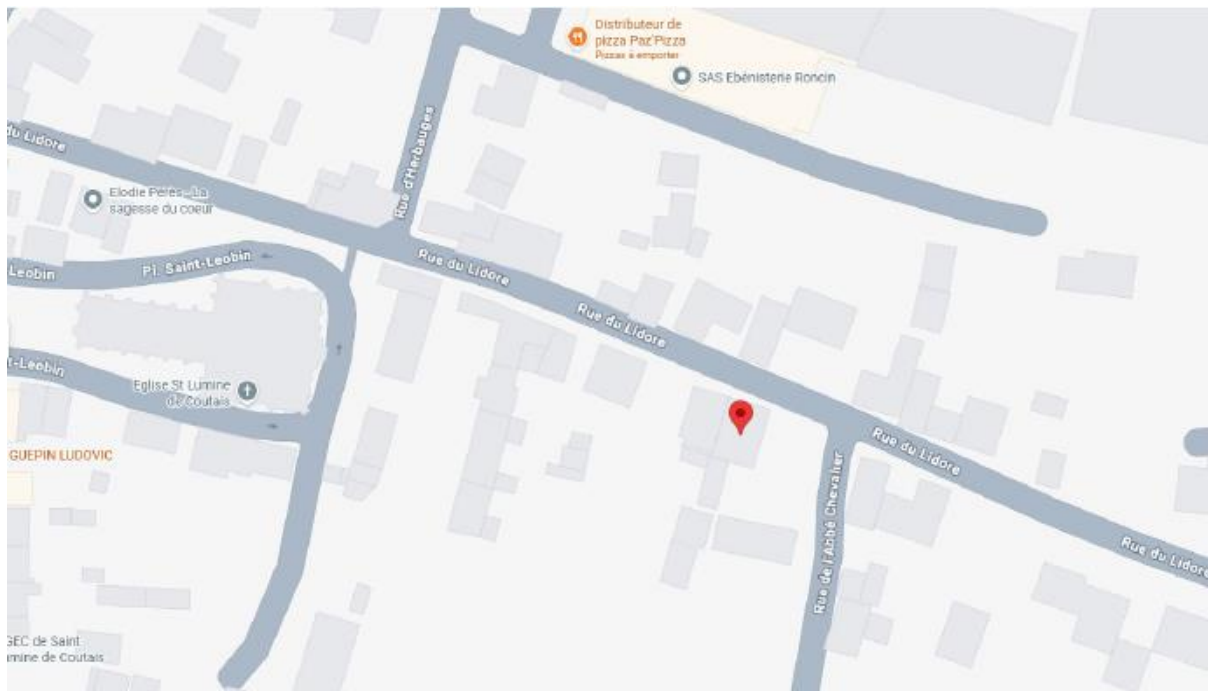 Distributeur de
pizza Paz'Pizza
Pizzas à emporter
SAS Ebénisterie Roncin
du Lidore
Rue d'Herbauges
Elodie Peres - La
sagesse du coeur
Rue du Lidore
Pl. Saint-Leobin
Leobin
Rue du Lidore
t-Leobin
Eglise St Lumine
de Coutais
GUEPIN LUDOVIC
Rue du Lidore
Rue de l'Abbé Chevalier
Rue du Lidore
GEC de Saint
umine de Coutais